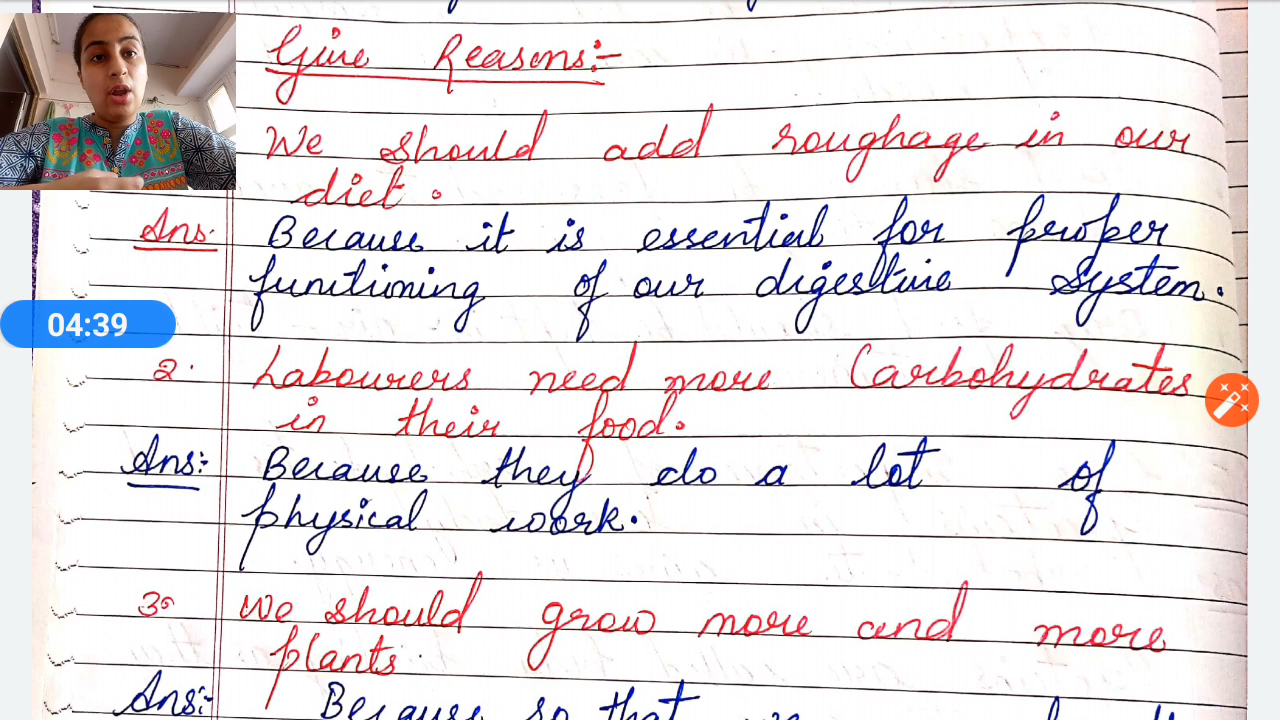 Give Reasons:-
We should add roughage in our
diet.
Ans. Because it is essential for proper
functioning of our digestive system.
04:39
2. Labourers need more Carbohydrates
in their food.
Ans:- Because they do a lot of
physical work.
3. We should grow more and more
plants.
Ans:- Because so that we